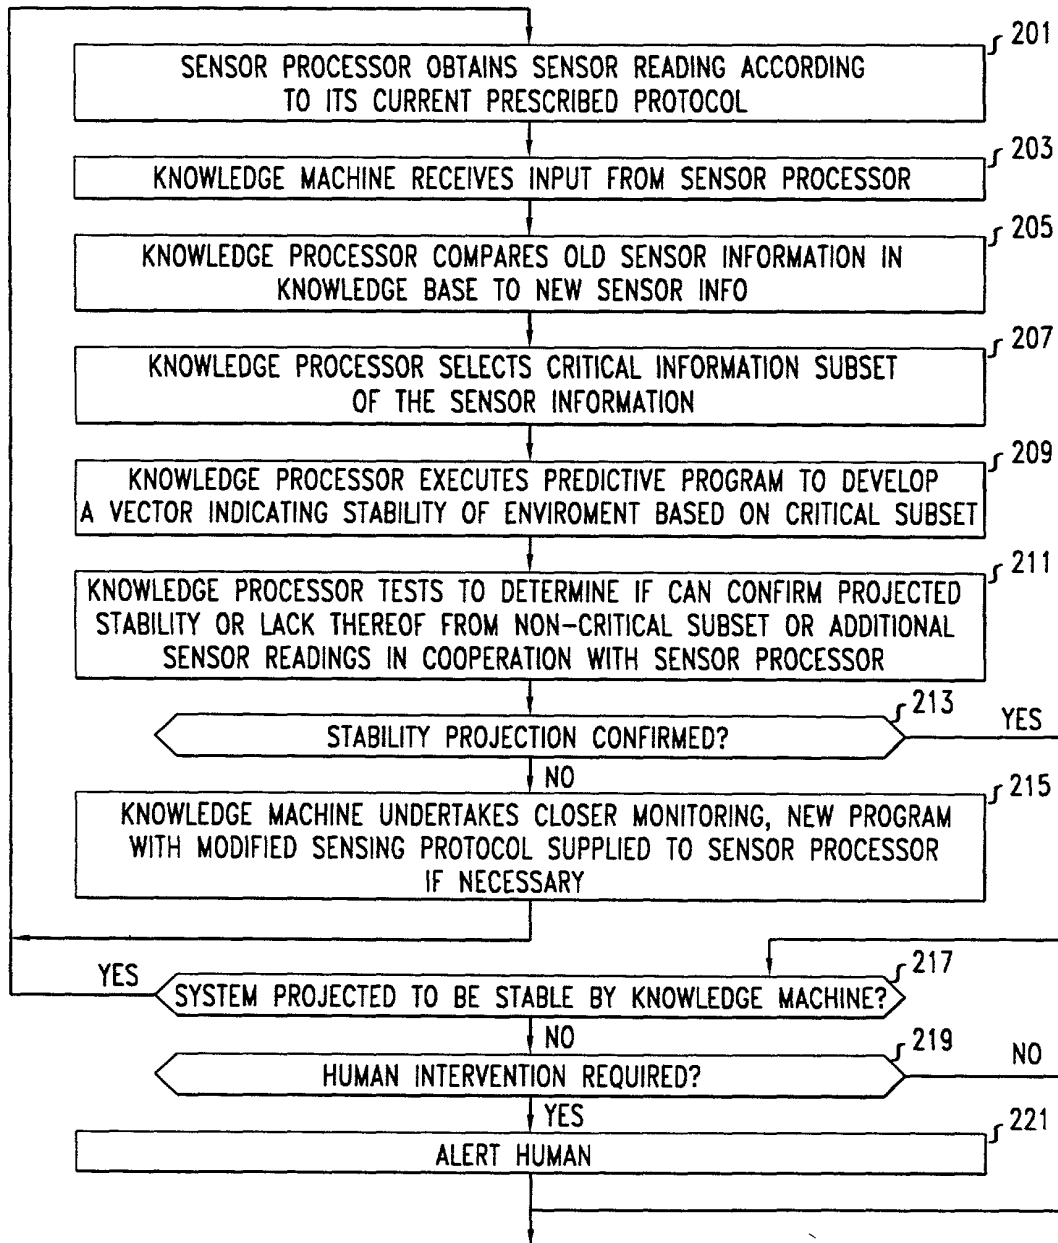 201
SENSOR PROCESSOR OBTAINS SENSOR READING ACCORDING
TO ITS CURRENT PRESCRIBED PROTOCOL
203
KNOWLEDGE MACHINE RECEIVES INPUT FROM SENSOR PROCESSOR
205
KNOWLEDGE PROCESSOR COMPARES OLD SENSOR INFORMATION IN
KNOWLEDGE BASE TO NEW SENSOR INFO
207
KNOWLEDGE PROCESSOR SELECTS CRITICAL INFORMATION SUBSET
OF THE SENSOR INFORMATION
209
KNOWLEDGE PROCESSOR EXECUTES PREDICTIVE PROGRAM TO DEVELOP
A VECTOR INDICATING STABILITY OF ENVIROMENT BASED ON CRITICAL SUBSET
211
KNOWLEDGE PROCESSOR TESTS TO DETERMINE IF CAN CONFIRM PROJECTED
STABILITY OR LACK THEREOF FROM NON-CRITICAL SUBSET OR ADDITIONAL
SENSOR READINGS IN COOPERATION WITH SENSOR PROCESSOR
213
STABILITY PROJECTION CONFIRMED?
YES
NO
215
KNOWLEDGE MACHINE UNDERTAKES CLOSER MONITORING, NEW PROGRAM
WITH MODIFIED SENSING PROTOCOL SUPPLIED TO SENSOR PROCESSOR
IF NECESSARY
YES
217
SYSTEM PROJECTED TO BE STABLE BY KNOWLEDGE MACHINE?
NO
219
HUMAN INTERVENTION REQUIRED?
NO
YES
221
ALERT HUMAN